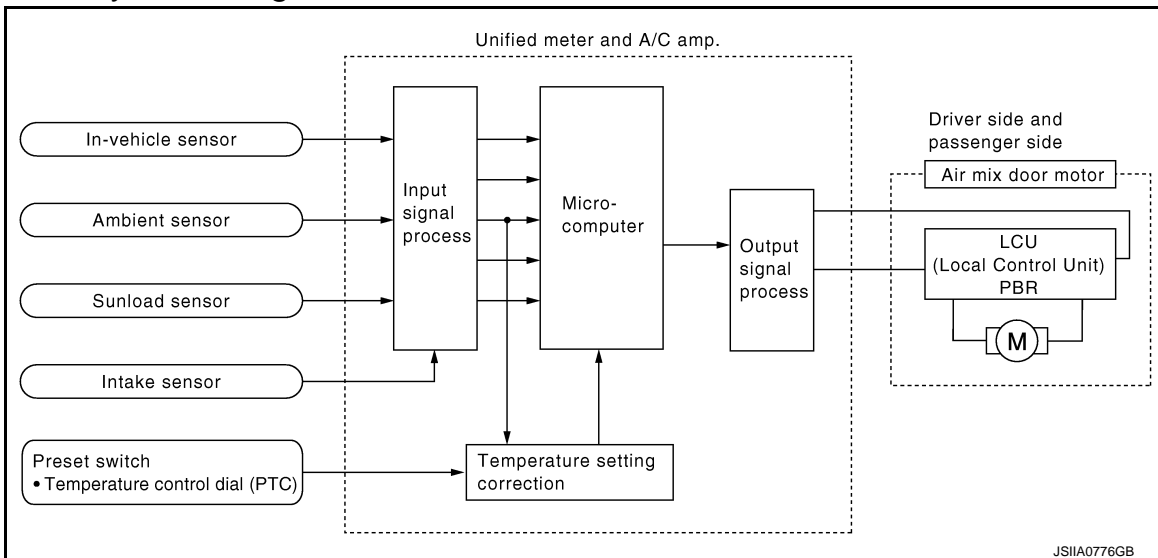 Unified meter and A/C amp.
In-vehicle sensor
Ambient sensor
Sunload sensor
Intake sensor
Preset switch
• Temperature control dial (PTC)
Input
signal
process
Micro-
computer
Temperature setting
correction
Output
signal
process
Driver side and
passenger side
Air mix door motor
LCU
(Local Control Unit)
PBR
M
JSIIA0776GB